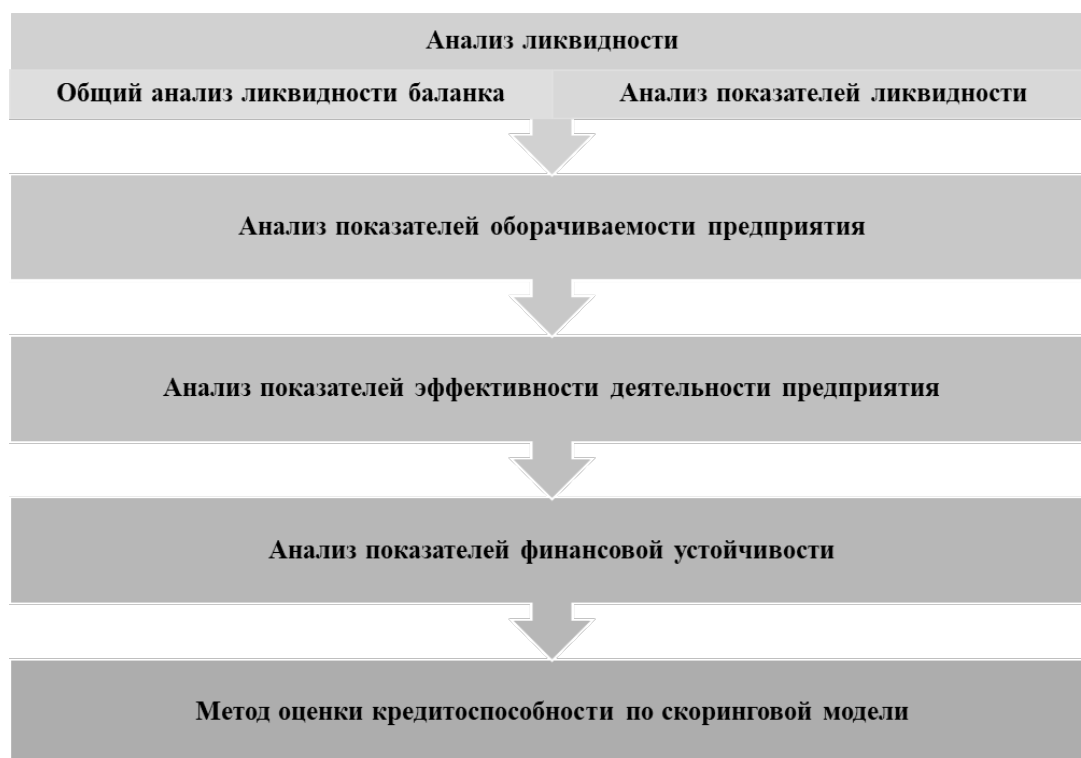 Анализ ликвидности
Общий анализ ликвидности баланка
Анализ показателей ликвидности
Анализ показателей оборачиваемости предприятия
Анализ показателей эффективности деятельности предприятия
Анализ показателей финансовой устойчивости
Метод оценки кредитоспособности по скоринговой модели